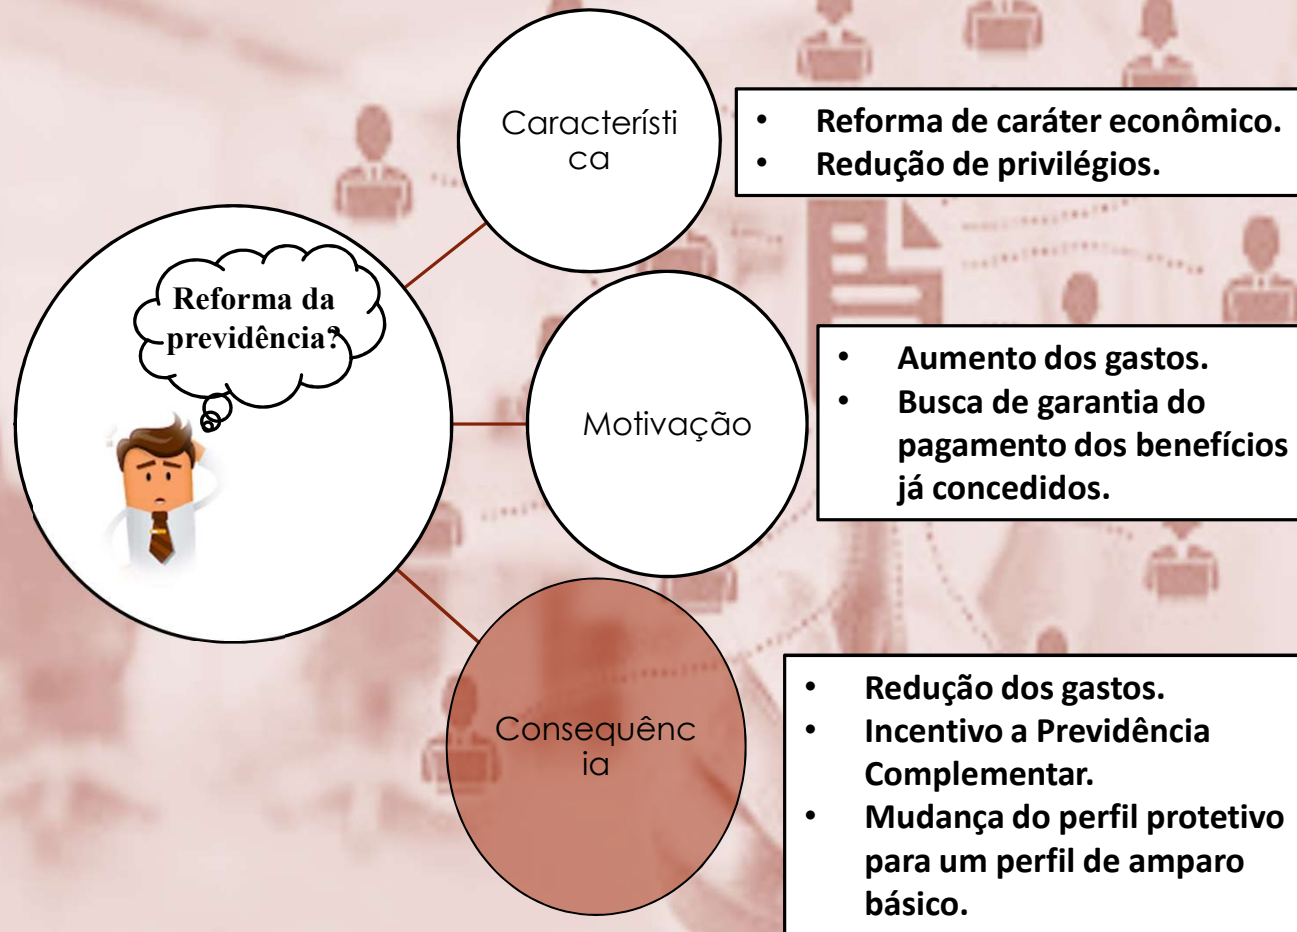 Reforma da
previdência?
Característi
ca
• Reforma de caráter econômico.
• Redução de privilégios.
Motivação
• Aumento dos gastos.
• Busca de garantia do
pagamento dos benefícios
já concedidos.
Consequênc
ia
• Redução dos gastos.
• Incentivo a Previdência
Complementar.
• Mudança do perfil protetivo
para um perfil de amparo
básico.